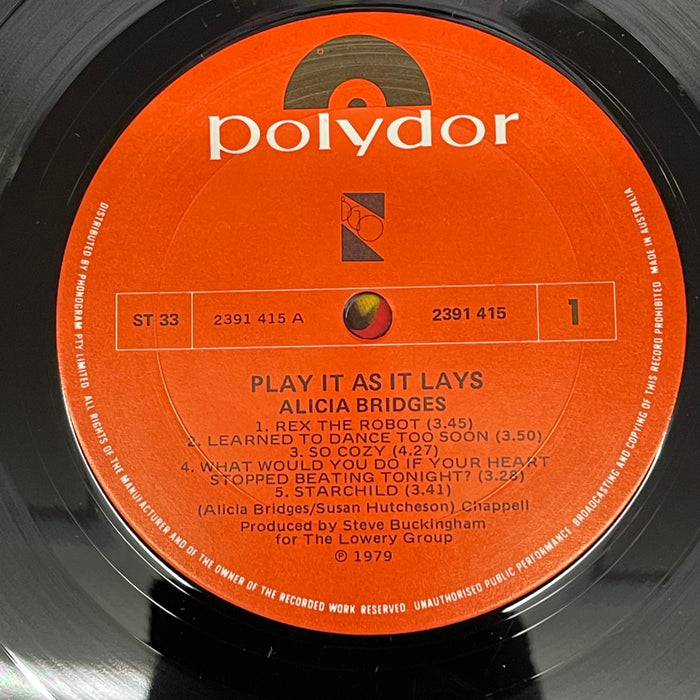 polydor
ST 33
2391 415 A
2391 415
1
PLAY IT AS IT LAYS
ALICIA BRIDGES
1. REX THE ROBOT (3.45)
2. LEARNED TO DANCE TOO SOON (3.50)
3. SO COZY (4.27)
4. WHAT WOULD YOU DO IF YOUR HEART
STOPPED BEATING TONIGHT? (3.28)
5. STARCHILD (3.41)
(Alicia Bridges/Susan Hutcheson) Chappell
Produced by Steve Buckingham
for The Lowery Group
℗ 1979
DISTRIBUTED BY PHONOGRAM PTY LIMITED ALL RIGHTS OF THE MANUFACTURER AND OF THE OWNER OF THE RECORDED WORK RESERVED. UNAUTHORISED PUBLIC PERFORMANCE, BROADCASTING AND COPYING OF THIS RECORD PROHIBITED MADE IN AUSTRALIA